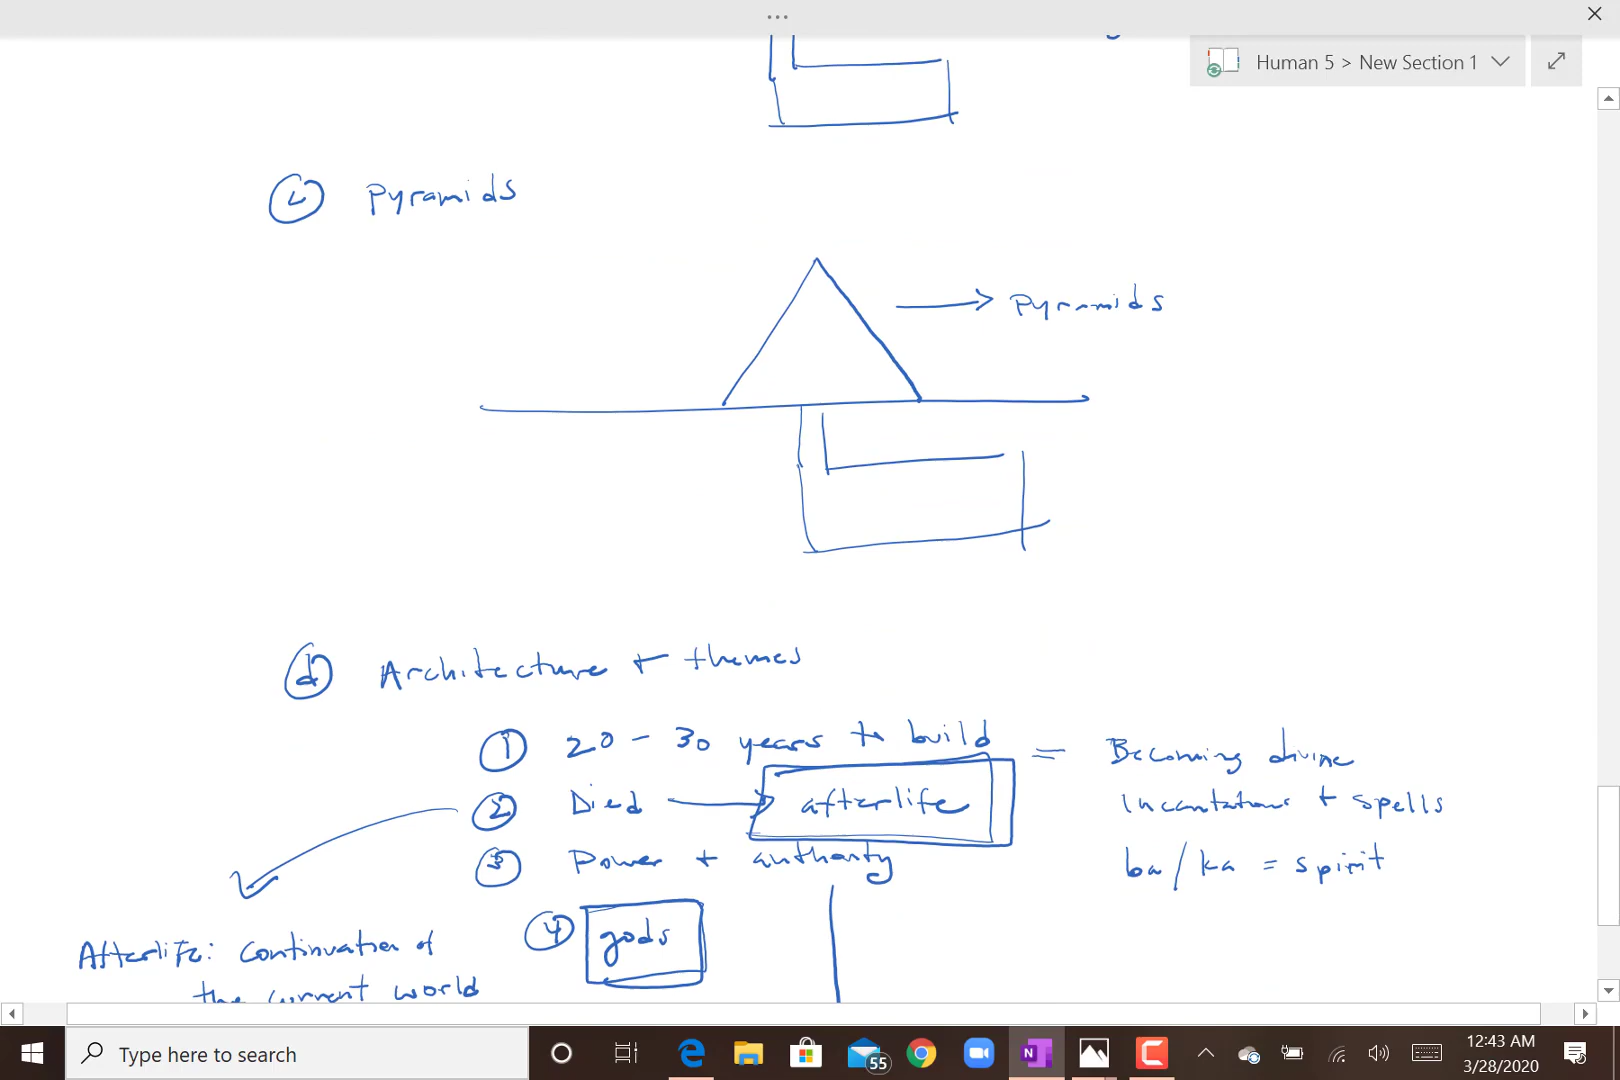 Human 5 > New Section 1
c Pyramids
Pyramids
d Architecture + themes
1 20 - 30 years to build = Becoming divine
2 Died afterlife Incantations + spells
3 Power + authority ba/ka = spirit
4 gods
Afterlife: continuation of
the current world
Type here to search
55
12:43 AM
3/28/2020